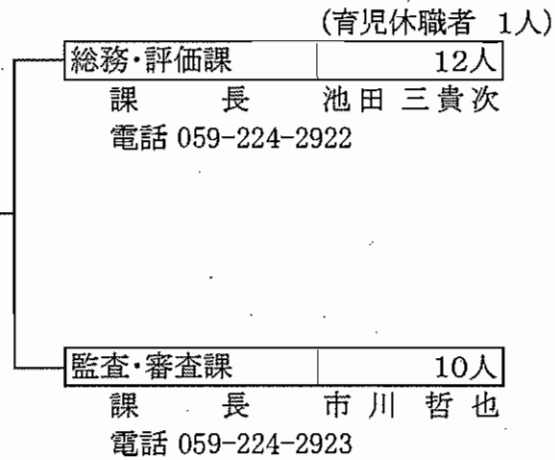 (育児休職者 1人)
総務・評価課 12人
課長 池田 三貴次
電話 059-224-2922
監査・審査課 10人
課長 市川 哲也
電話 059-224-2923